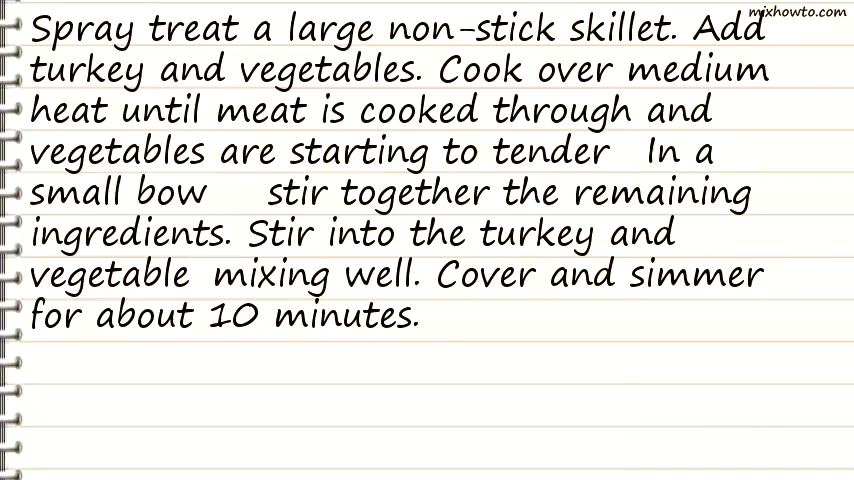 mixhowto.com
Spray treat a large non-stick skillet. Add
turkey and vegetables. Cook over medium
heat until meat is cooked through and
vegetables are starting to tender In a
small bow stir together the remaining
ingredients. Stir into the turkey and
vegetable mixing well. Cover and simmer
for about 10 minutes.